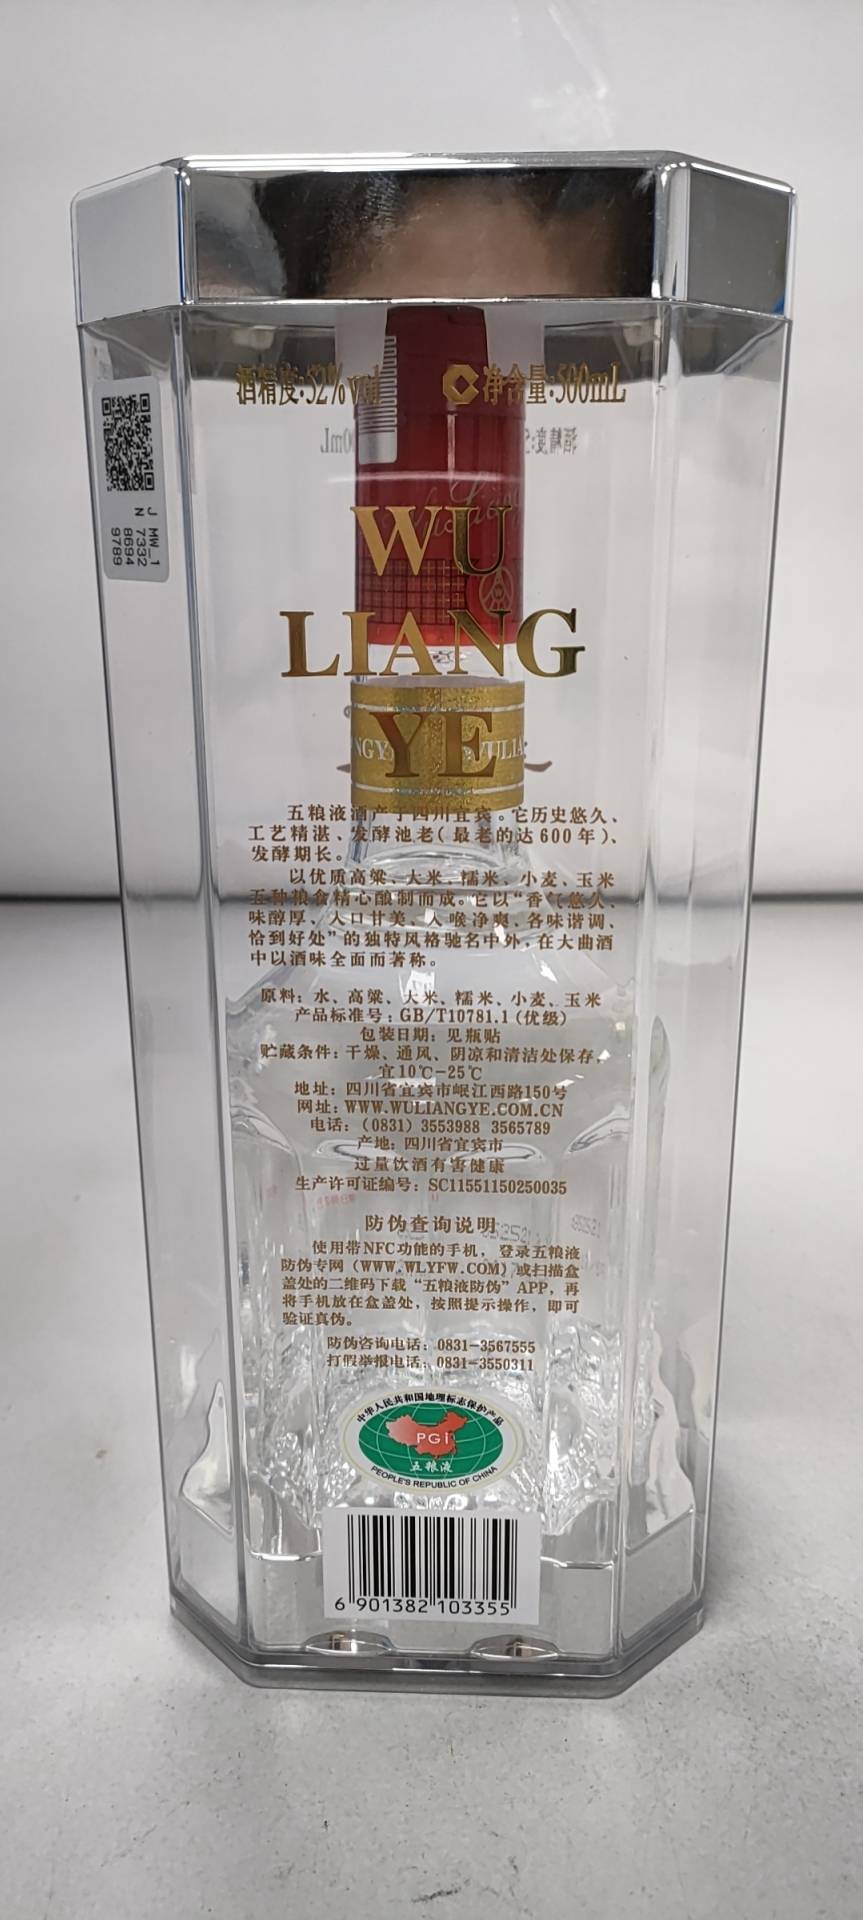 酒精度:52%vol 净含量:500mL
J MW_1
N 7332
8694
9789
WU
LIANG
YE
五粮液酒产于四川宜宾。它历史悠久、
工艺精湛、发酵池老(最老的达600年)、
发酵期长。
以优质高粱、大米、糯米、小麦、玉米
五种粮食精心酿制而成。它以“香气悠久、
味醇厚、入口甘美、入喉净爽、各味谐调、
恰到好处”的独特风格驰名中外,在大曲酒
中以酒味全面而著称。
原料: 水、高粱、大米、糯米、小麦、玉米
产品标准号: GB/T10781.1(优级)
包装日期: 见瓶贴
贮藏条件: 干燥、通风、阴凉和清洁处保存,
宜10℃-25℃
地址: 四川省宜宾市岷江西路150号
网址: WWW.WULIANGYE.COM.CN
电话: (0831) 3553988 3565789
产地: 四川省宜宾市
过量饮酒有害健康
生产许可证编号: SC11551150250035
防伪查询说明
使用带NFC功能的手机, 登录五粮液
防伪专网(WWW.WLYFW.COM)或扫描盒
盖处的二维码下载“五粮液防伪”APP, 再
将手机放在盒盖处, 按照提示操作, 即可
验证真伪。
防伪咨询电话: 0831-3567555
打假举报电话: 0831-3550311
中华人民共和国地理标志保护产品
PGI
五粮液
PEOPLE'S REPUBLIC OF CHINA
6 901382 103355